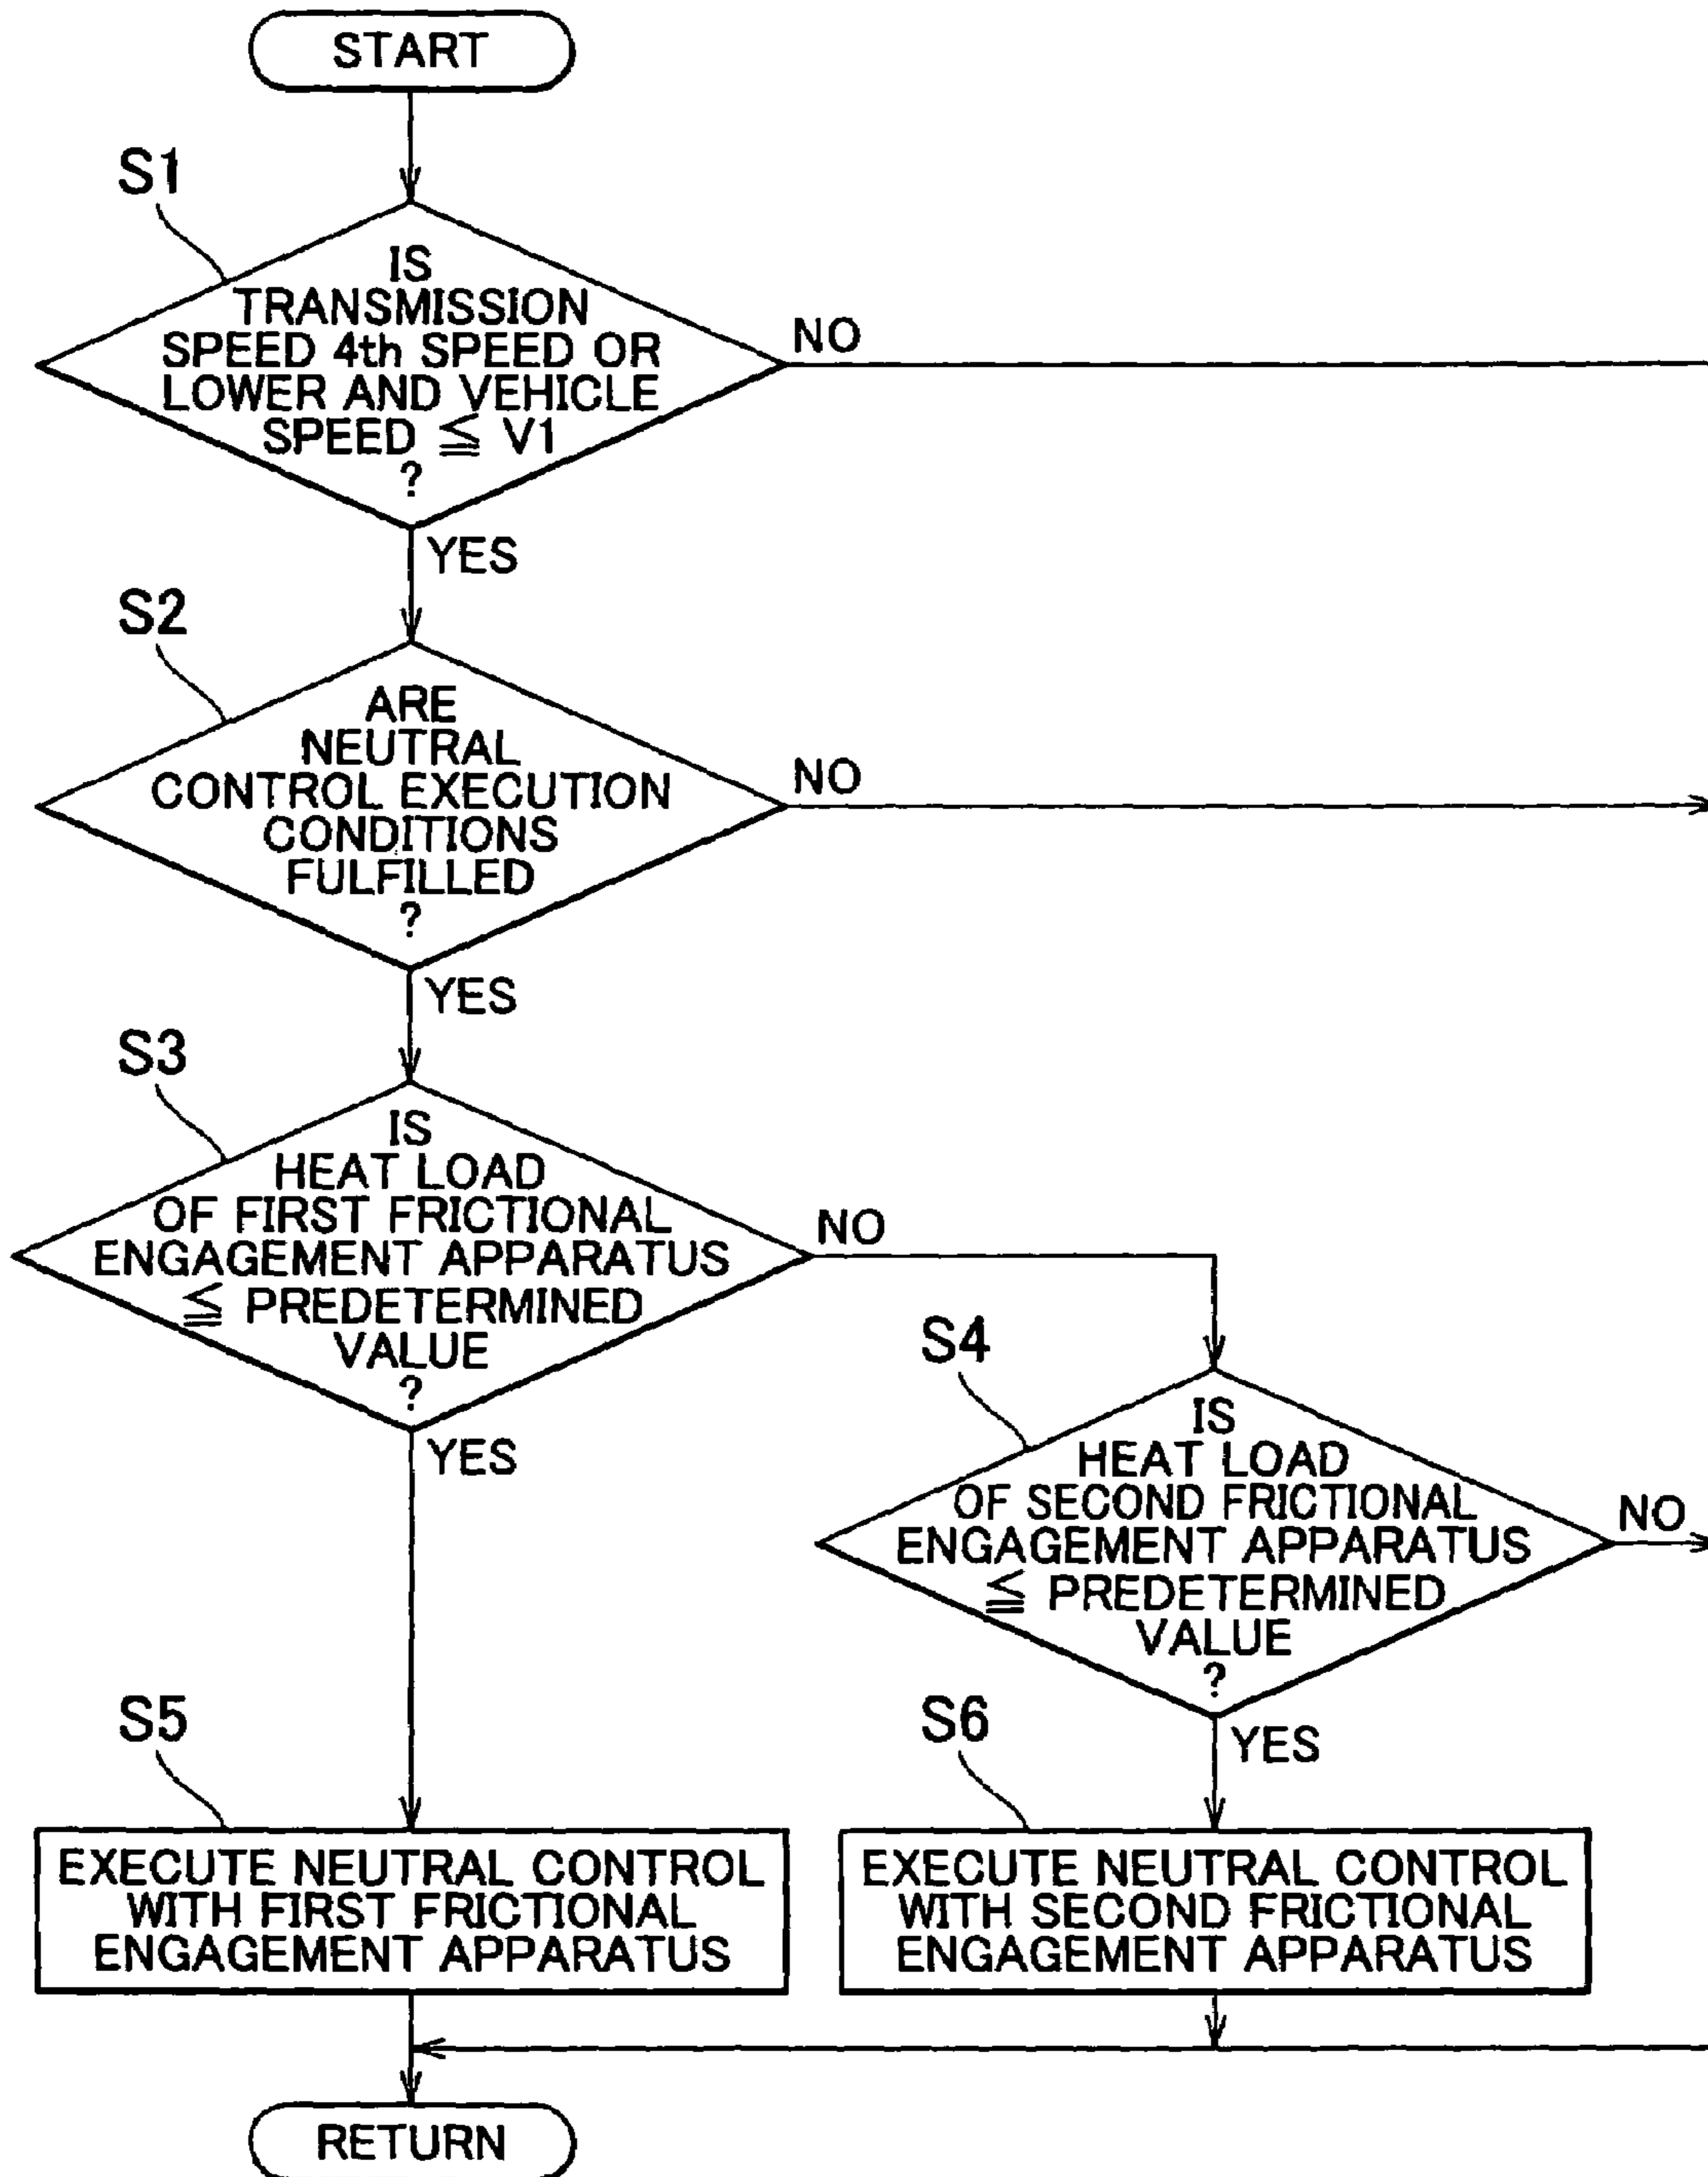 START
S1
IS
TRANSMISSION
SPEED 4th SPEED OR
LOWER AND VEHICLE
SPEED ≦ V1
?
NO
YES
S2
ARE
NEUTRAL
CONTROL EXECUTION
CONDITIONS
FULFILLED
?
NO
YES
S3
IS
HEAT LOAD
OF FIRST FRICTIONAL
ENGAGEMENT APPARATUS
≦ PREDETERMINED
VALUE
?
NO
YES
S4
IS
HEAT LOAD
OF SECOND FRICTIONAL
ENGAGEMENT APPARATUS
≦ PREDETERMINED
VALUE
?
NO
YES
S5
EXECUTE NEUTRAL CONTROL
WITH FIRST FRICTIONAL
ENGAGEMENT APPARATUS
S6
EXECUTE NEUTRAL CONTROL
WITH SECOND FRICTIONAL
ENGAGEMENT APPARATUS
RETURN